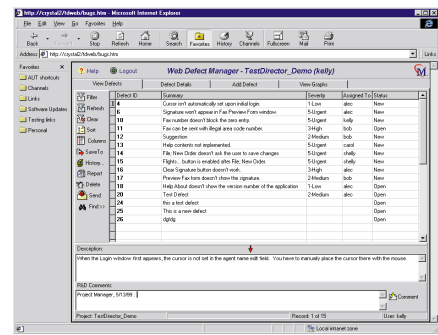 http://crystal2/tdweb/bugs.htm - Microsoft Internet Explorer
File Edit View Go Favorites Help
Back Stop Refresh Home Search Favorites History Channels Fullscreen Mail Print
Address http://crystal2/tdweb/bugs.htm Links
Favorites
AUT shortcuts
Channels
Links
Software Updates
Testing links
Personal
? Help Logout Web Defect Manager - TestDirector_Demo (kelly)
View Defects Defect Details Add Defect View Graphs
Filter
Refresh
Clear
Sort
Columns
SaveTo
History...
Report
Delete
Send
Find>>
Defect ID Summary Severity Assigned To Status
4 Cursor isn't automatically set upon initial login. 1-Low alec New
6 Signature won't appear in Fax Preview Form window. 5-Urgent alec New
10 Fax number doesn't block the zero entry. 5-Urgent kelly New
11 Fax can be sent with illegal area code number. 3-High bob Open
12 Suggestion 2-Medium bob New
13 Help contents not implemented. 5-Urgent carol New
14 File; New Order doesn't ask the user to save changes 5-Urgent shelly New
15 Flights... button is enabled after File; New Order. 5-Urgent shelly New
16 Clear Signature button doesn't work. 3-High alec New
17 Preview Fax form doesn't show the signature. 2-Medium bob New
18 Help About doesn't show the version number of the application 1-Low alec Open
20 Test Defect 2-Medium alec Open
24 this is a test defect Open
25 This is a new defect Open
26 Open
Description:
When the Login window first appears, the cursor is not set in the agent name edit field. You have to manually place the cursor there with the mouse.
R&D Comments
Project Manager, 5/13/99 :
Comment
Project: TestDirector_Demo Record: 1 of 15 User: kelly
Local intranet zone